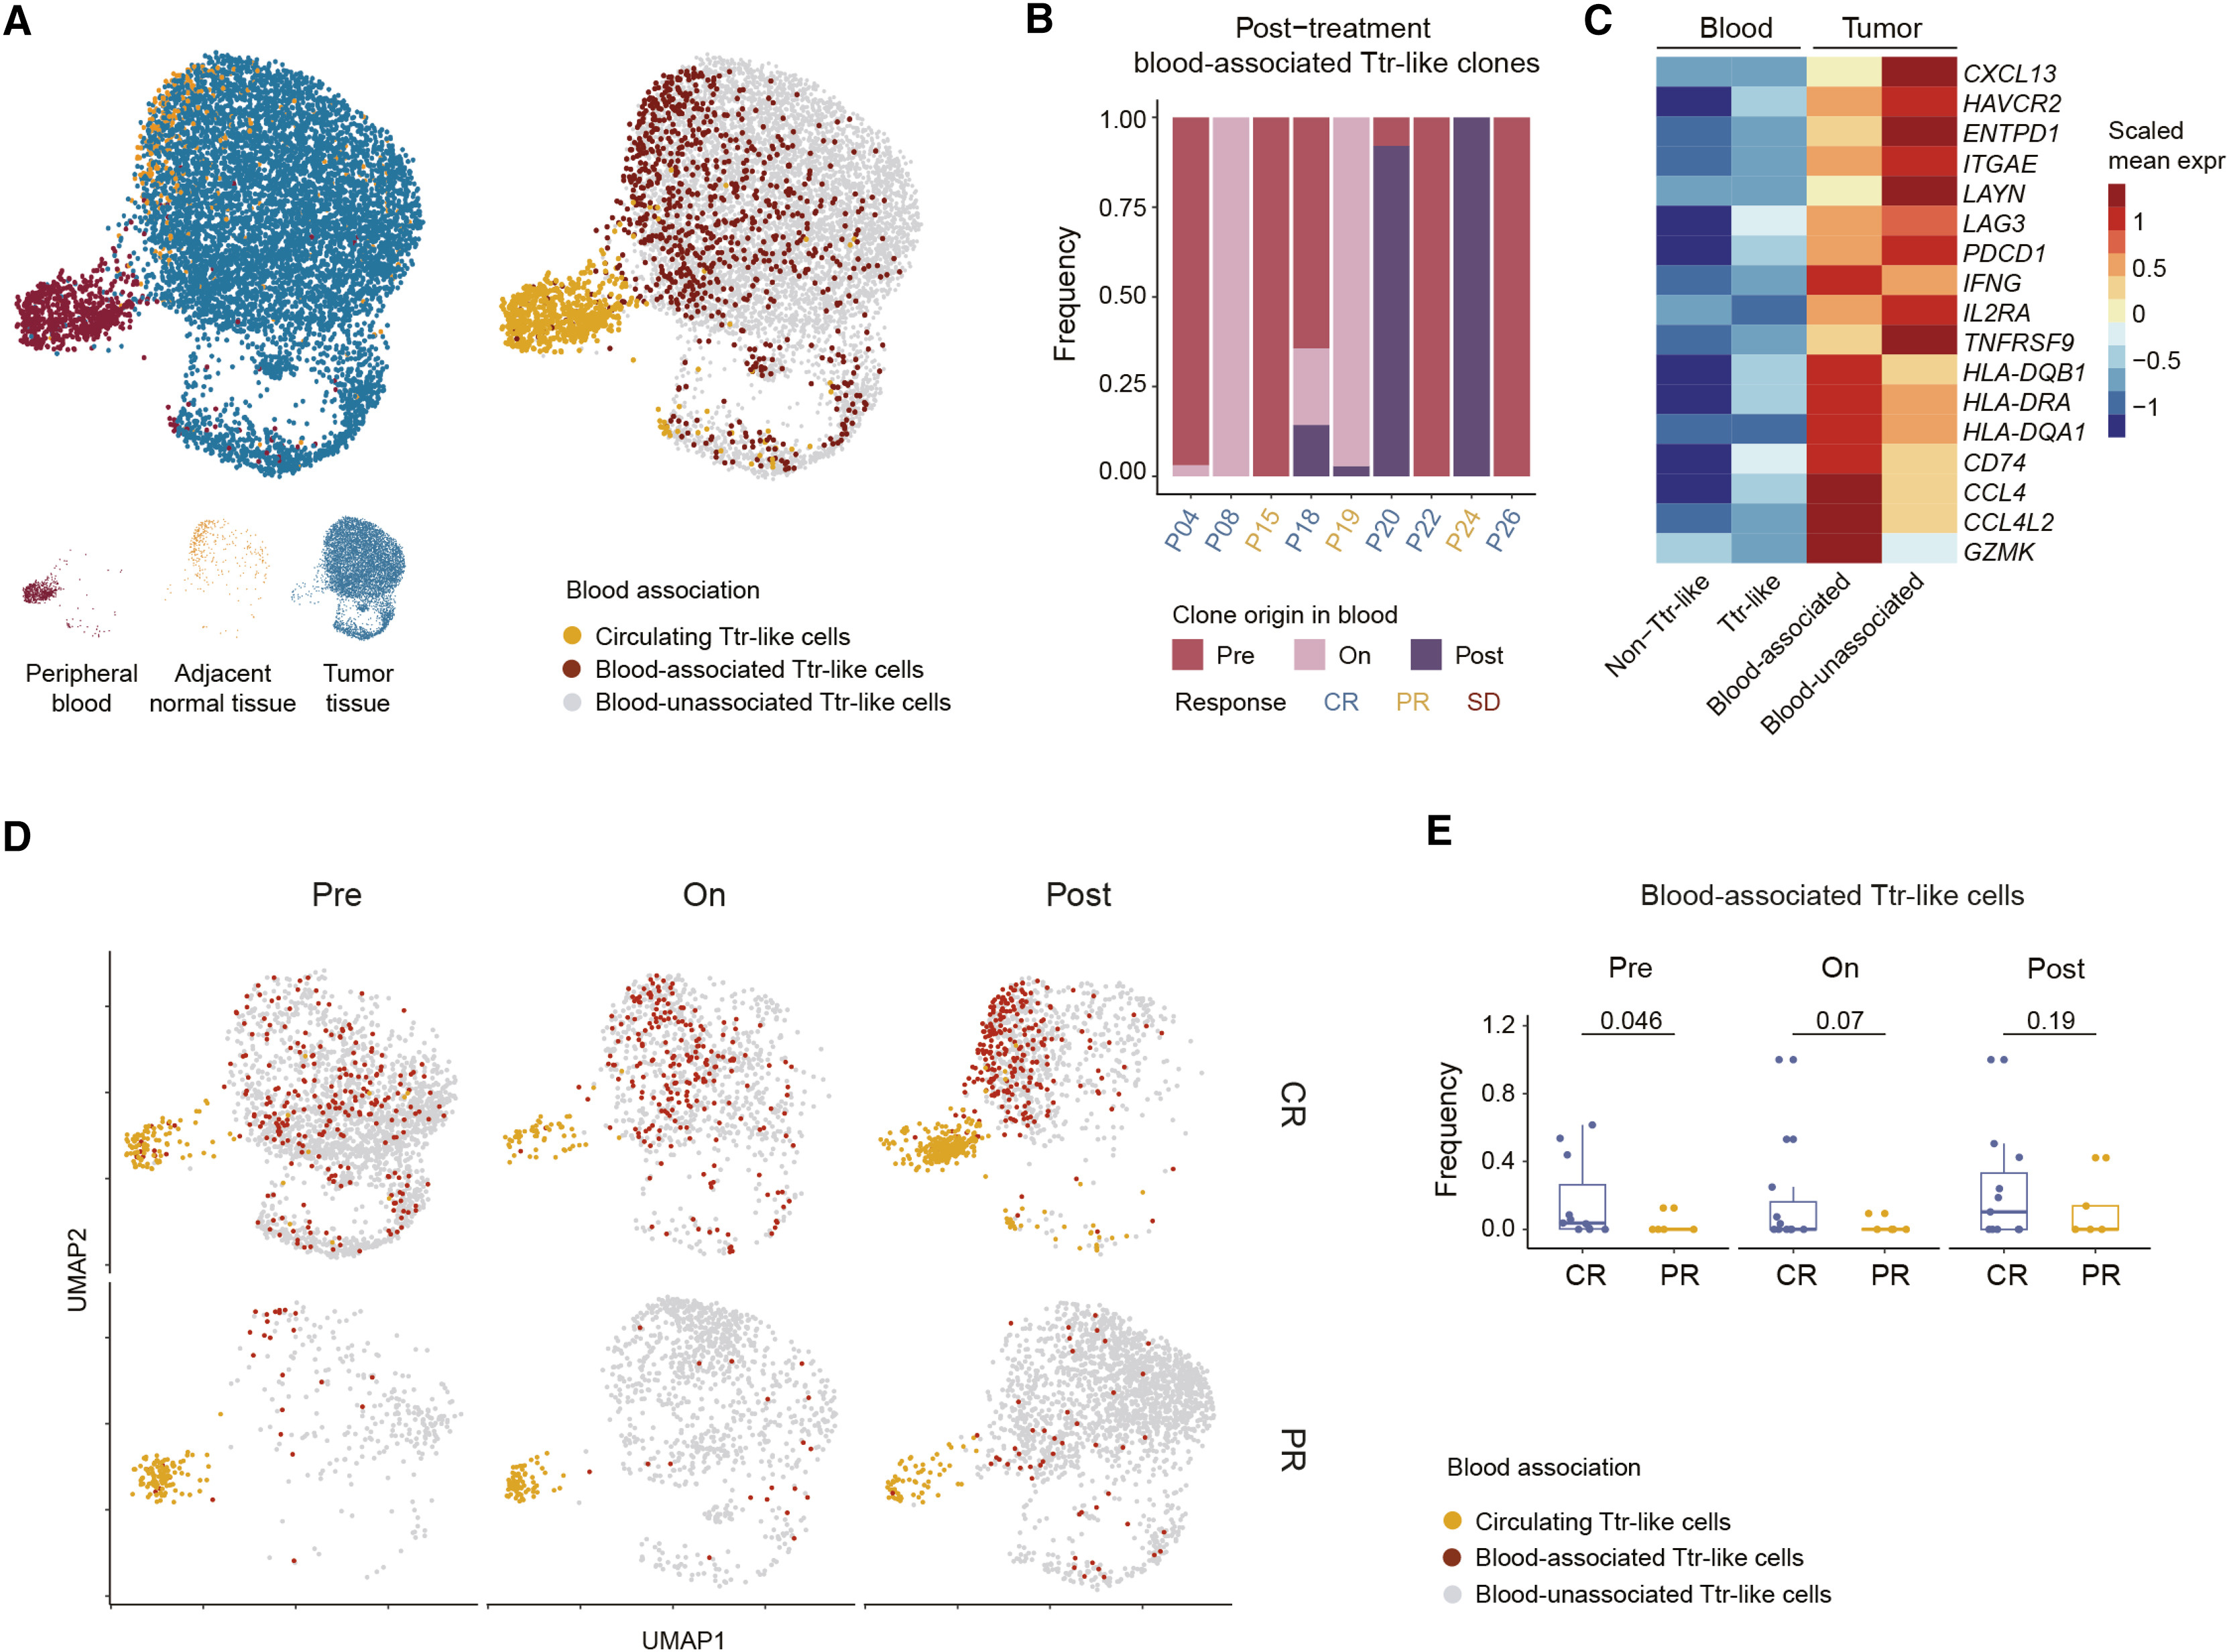 A
Peripheral
blood
Adjacent
normal tissue
Tumor
tissue
Blood association
Circulating Ttr-like cells
Blood-associated Ttr-like cells
Blood-unassociated Ttr-like cells
B
Post−treatment
blood-associated Ttr-like clones
Frequency
1.00
0.75
0.50
0.25
0.00
P04
P08
P15
P18
P19
P20
P22
P24
P26
Clone origin in blood
Pre On Post
Response CR PR SD
C
Blood Tumor
CXCL13
HAVCR2
ENTPD1
ITGAE
LAYN
LAG3
PDCD1
IFNG
IL2RA
TNFRSF9
HLA-DQB1
HLA-DRA
HLA-DQA1
CD74
CCL4
CCL4L2
GZMK
Non−Ttr-like
Ttr-like
Blood-associated
Blood-unassociated
Scaled
mean expr
1
0.5
0
−0.5
−1
D
Pre On Post
CR
PR
UMAP2
UMAP1
E
Blood-associated Ttr-like cells
Pre On Post
0.046 0.07 0.19
Frequency
1.2
0.8
0.4
0.0
CR PR CR PR CR PR
Blood association
Circulating Ttr-like cells
Blood-associated Ttr-like cells
Blood-unassociated Ttr-like cells